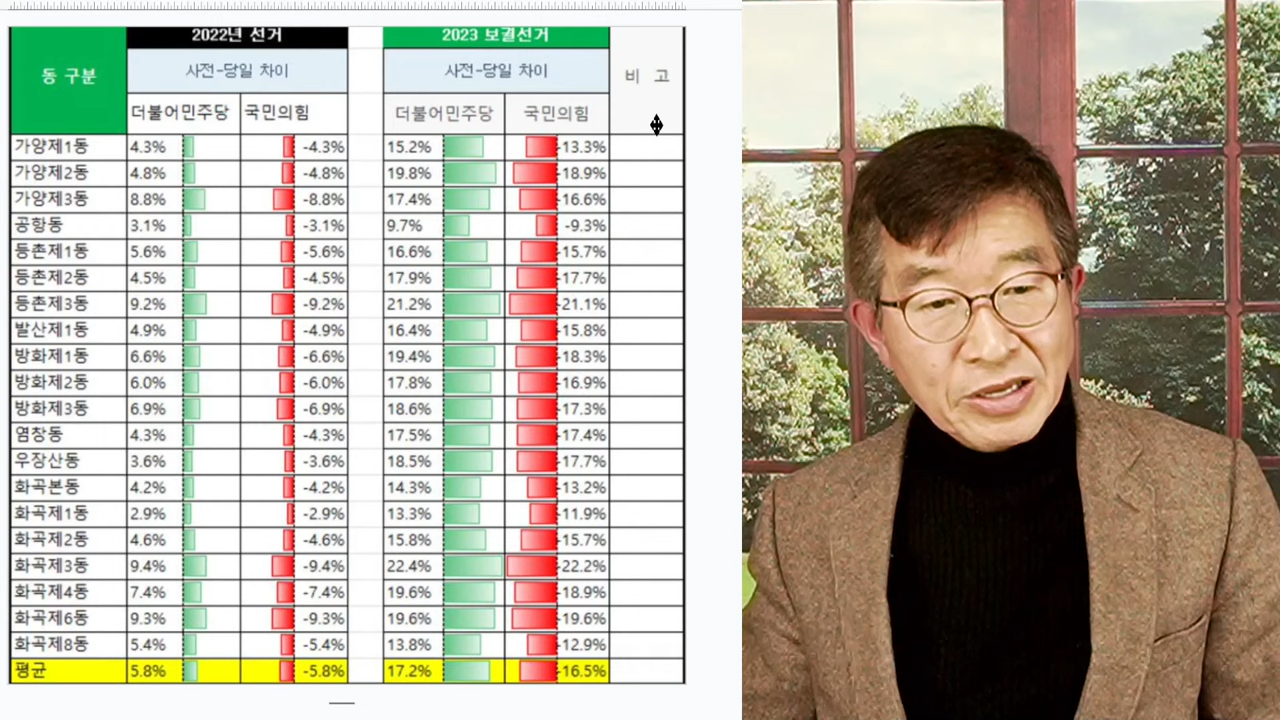 2022년 선거 2023 보궐선거
동 구분 사전-당일 차이 사전-당일 차이 비 고
더불어민주당 국민의힘 더불어민주당 국민의힘
가양제1동 4.3% -4.3% 15.2% -13.3%
가양제2동 4.8% -4.8% 19.8% -18.9%
가양제3동 8.8% -8.8% 17.4% -16.6%
공항동 3.1% -3.1% 9.7% -9.3%
등촌제1동 5.6% -5.6% 16.6% -15.7%
등촌제2동 4.5% -4.5% 17.9% -17.7%
등촌제3동 9.2% -9.2% 21.2% -21.1%
발산제1동 4.9% -4.9% 16.4% -15.8%
방화제1동 6.6% -6.6% 19.4% -18.3%
방화제2동 6.0% -6.0% 17.8% -16.9%
방화제3동 6.9% -6.9% 18.6% -17.3%
염창동 4.3% -4.3% 17.5% -17.4%
우장산동 3.6% -3.6% 18.5% -17.7%
화곡본동 4.2% -4.2% 14.3% -13.2%
화곡제1동 2.9% -2.9% 13.3% -11.9%
화곡제2동 4.6% -4.6% 15.8% -15.7%
화곡제3동 9.4% -9.4% 22.4% -22.2%
화곡제4동 7.4% -7.4% 19.6% -18.9%
화곡제6동 9.3% -9.3% 19.6% -19.6%
화곡제8동 5.4% -5.4% 13.8% -12.9%
평균 5.8% -5.8% 17.2% -16.5%